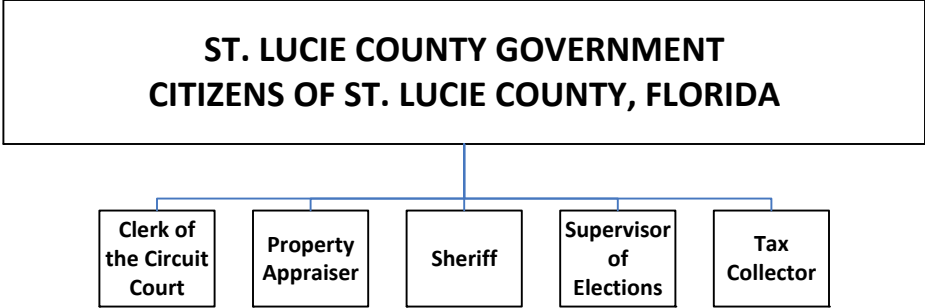 ST. LUCIE COUNTY GOVERNMENT
CITIZENS OF ST. LUCIE COUNTY, FLORIDA
Clerk of
the Circuit
Court
Property
Appraiser
Sheriff
Supervisor
of
Elections
Tax
Collector